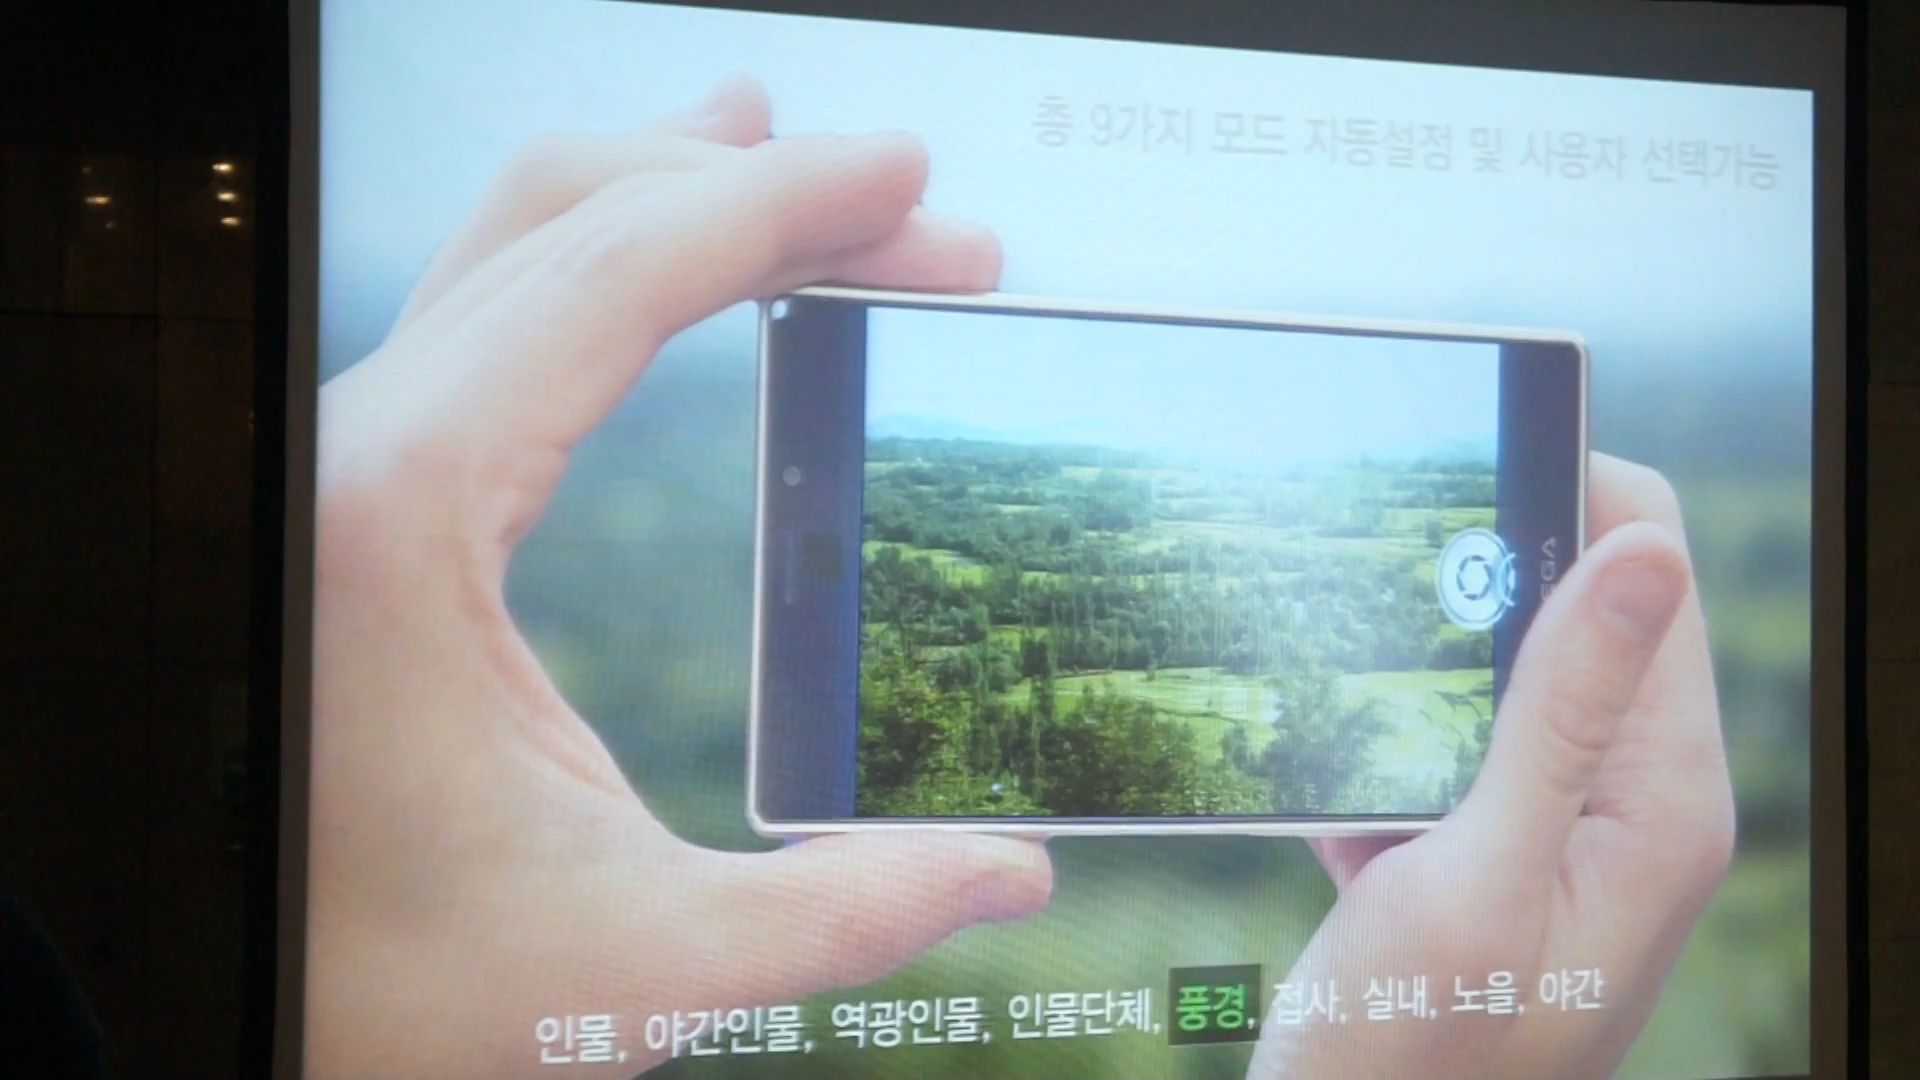 총 9가지 모드 자동설정 및 사용자 선택가능
인물, 야간인물, 역광인물, 인물단체, 풍경, 접사, 실내, 노을, 야간